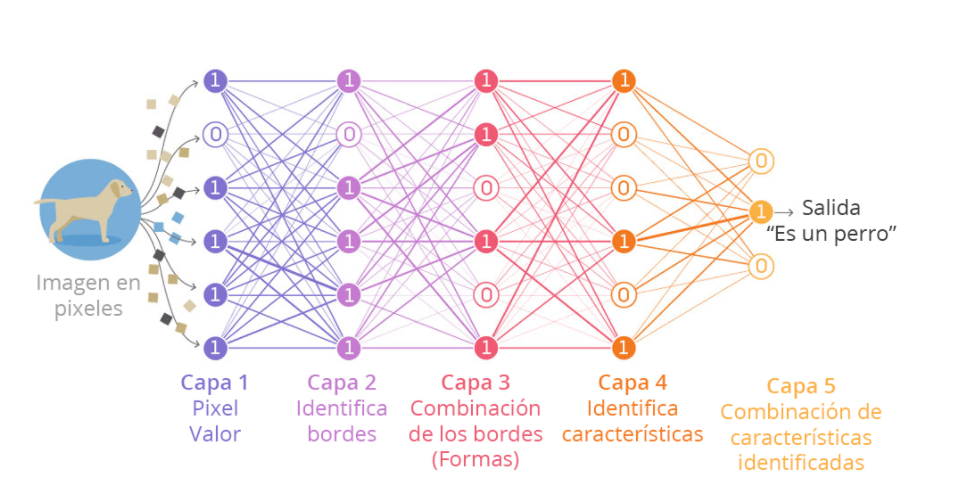 1 1 1 1
0 0 1 0
0
1 1 0 0
1 Salida
“Es un perro”
1 1 1 1
0
Imagen en
pixeles
1 1 0 0
1 1 1 1
Capa 1
Pixel
Valor
Capa 2
Identifica
bordes
Capa 3
Combinación
de los bordes
(Formas)
Capa 4
Identifica
características
Capa 5
Combinación de
características
identificadas